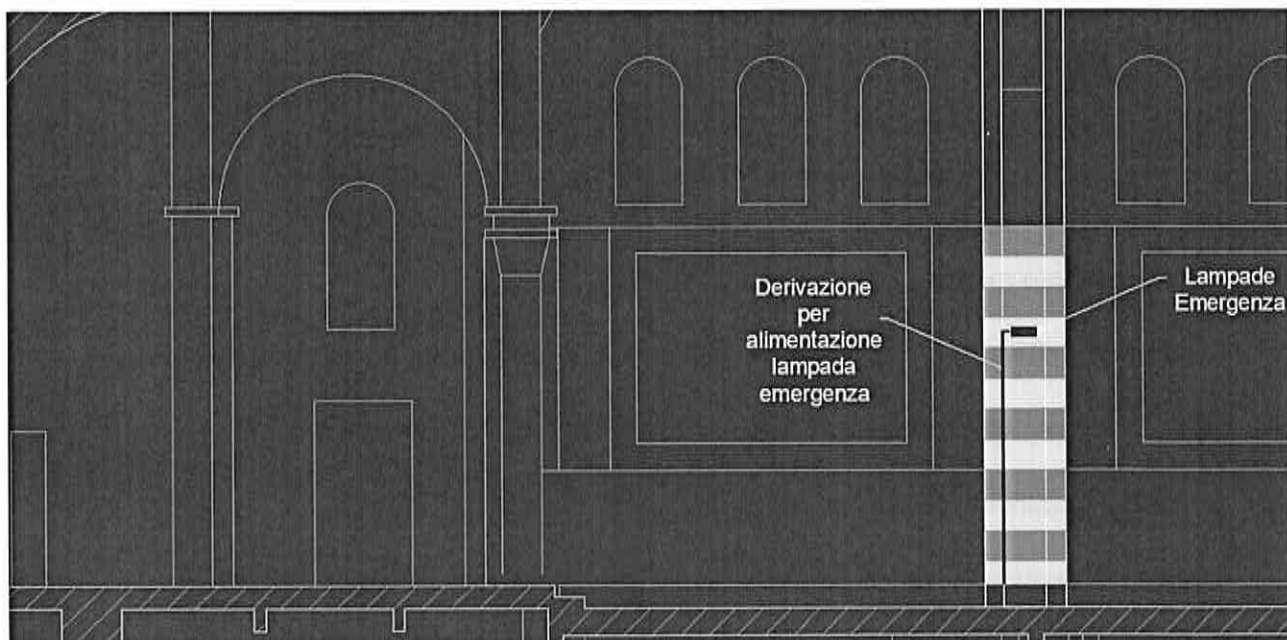 Derivazione
per
alimentazione
lampada
emergenza
Lampade
Emergenza